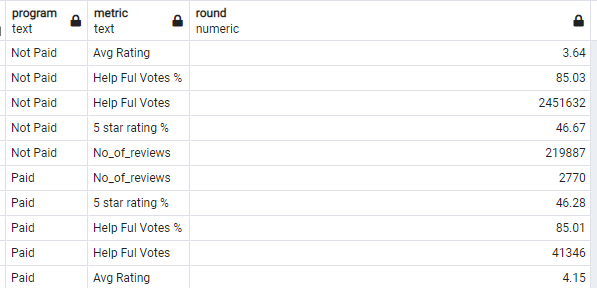 program metric round
text text numeric
Not Paid Avg Rating 3.64
Not Paid Help Ful Votes % 85.03
Not Paid Help Ful Votes 2451632
Not Paid 5 star rating % 46.67
Not Paid No_of_reviews 219887
Paid No_of_reviews 2770
Paid 5 star rating % 46.28
Paid Help Ful Votes % 85.01
Paid Help Ful Votes 41346
Paid Avg Rating 4.15